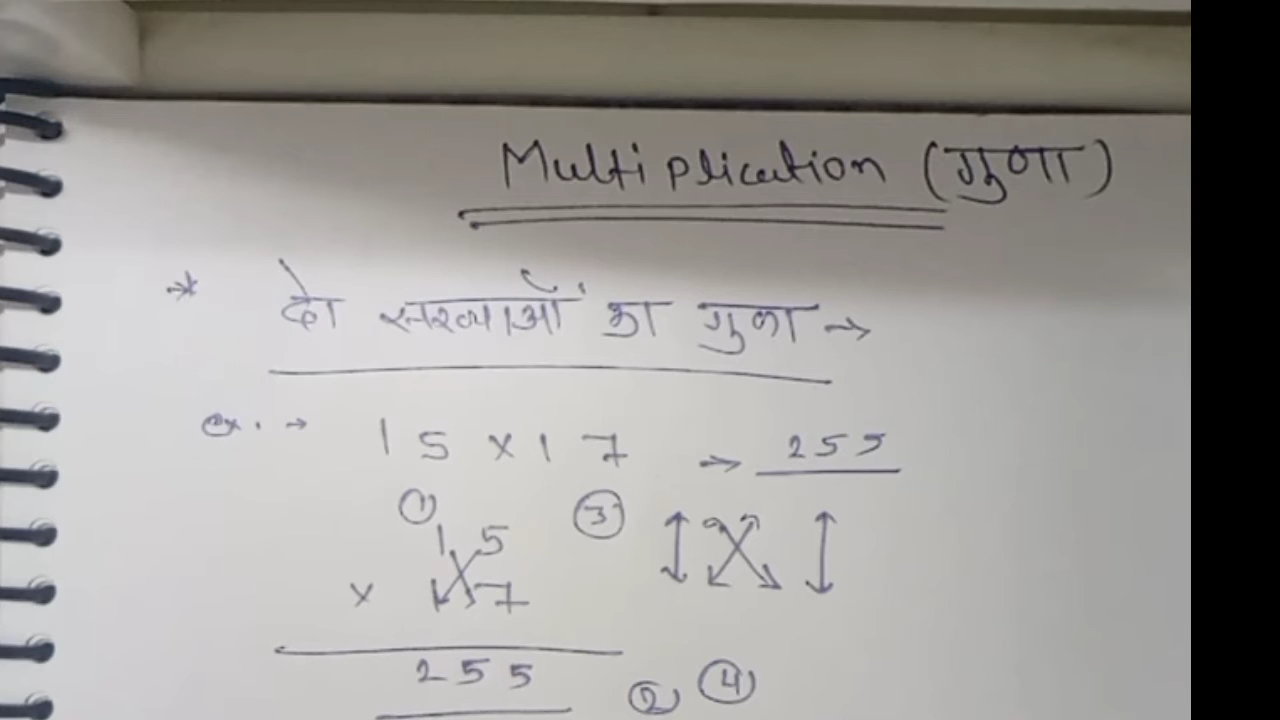 Multiplication (गुणा)
* दो संख्याओं का गुणा →
ex. → 15 x 17 → 255
① ③
15
x 17
255
② ④